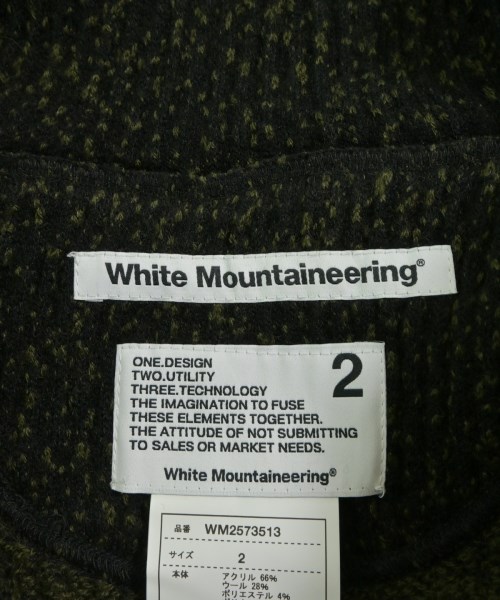 White Mountaineering®
2
ONE.DESIGN
TWO.UTILITY
THREE.TECHNOLOGY
THE IMAGINATION TO FUSE
THESE ELEMENTS TOGETHER.
THE ATTITUDE OF NOT SUBMITTING
TO SALES OR MARKET NEEDS.
White Mountaineering®
品番 WM2573513
サイズ 2
本体 アクリル 66%
ウール 28%
ポリエステル 4%